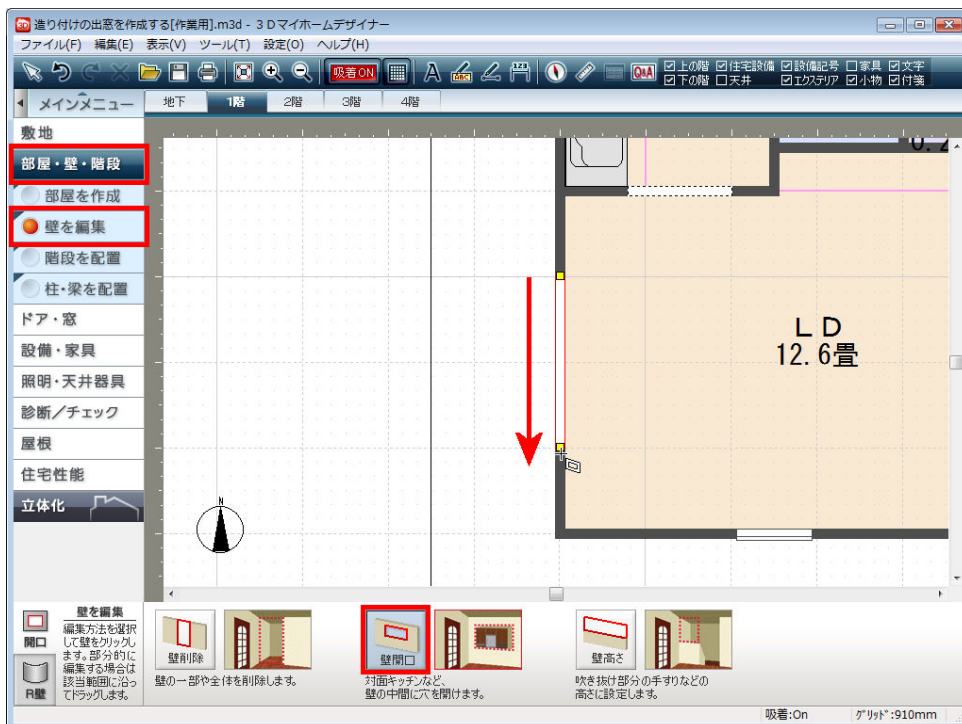 造り付けの出窓を作成する[作業用].m3d - 3Dマイホームデザイナー
ファイル(F) 編集(E) 表示(V) ツール(T) 設定(O) ヘルプ(H)
吸着ON A ABC 123 Q&A
☑上の階 ☑住宅設備 ☑設備記号 □家具 ☑文字
☑下の階 □天井 ☑エクステリア ☑小物 ☑付箋
メインメニュー 地下 1階 2階 3階 4階
敷地
部屋・壁・階段
部屋を作成
壁を編集
階段を配置
柱・梁を配置
ドア・窓
設備・家具
照明・天井器具
診断/チェック
屋根
住宅性能
立体化
LD
12.6畳
N
開口
R壁
壁を編集
編集方法を選択
して壁をクリックし
ます。部分的に
編集する場合は
該当範囲に沿っ
てドラッグします。
壁削除
壁の一部や全体を削除します。
壁開口
対面キッチンなど、
壁の中間に穴を開けます。
壁高さ
吹き抜け部分の手すりなどの
高さに設定します。
吸着:On グリッド:910mm